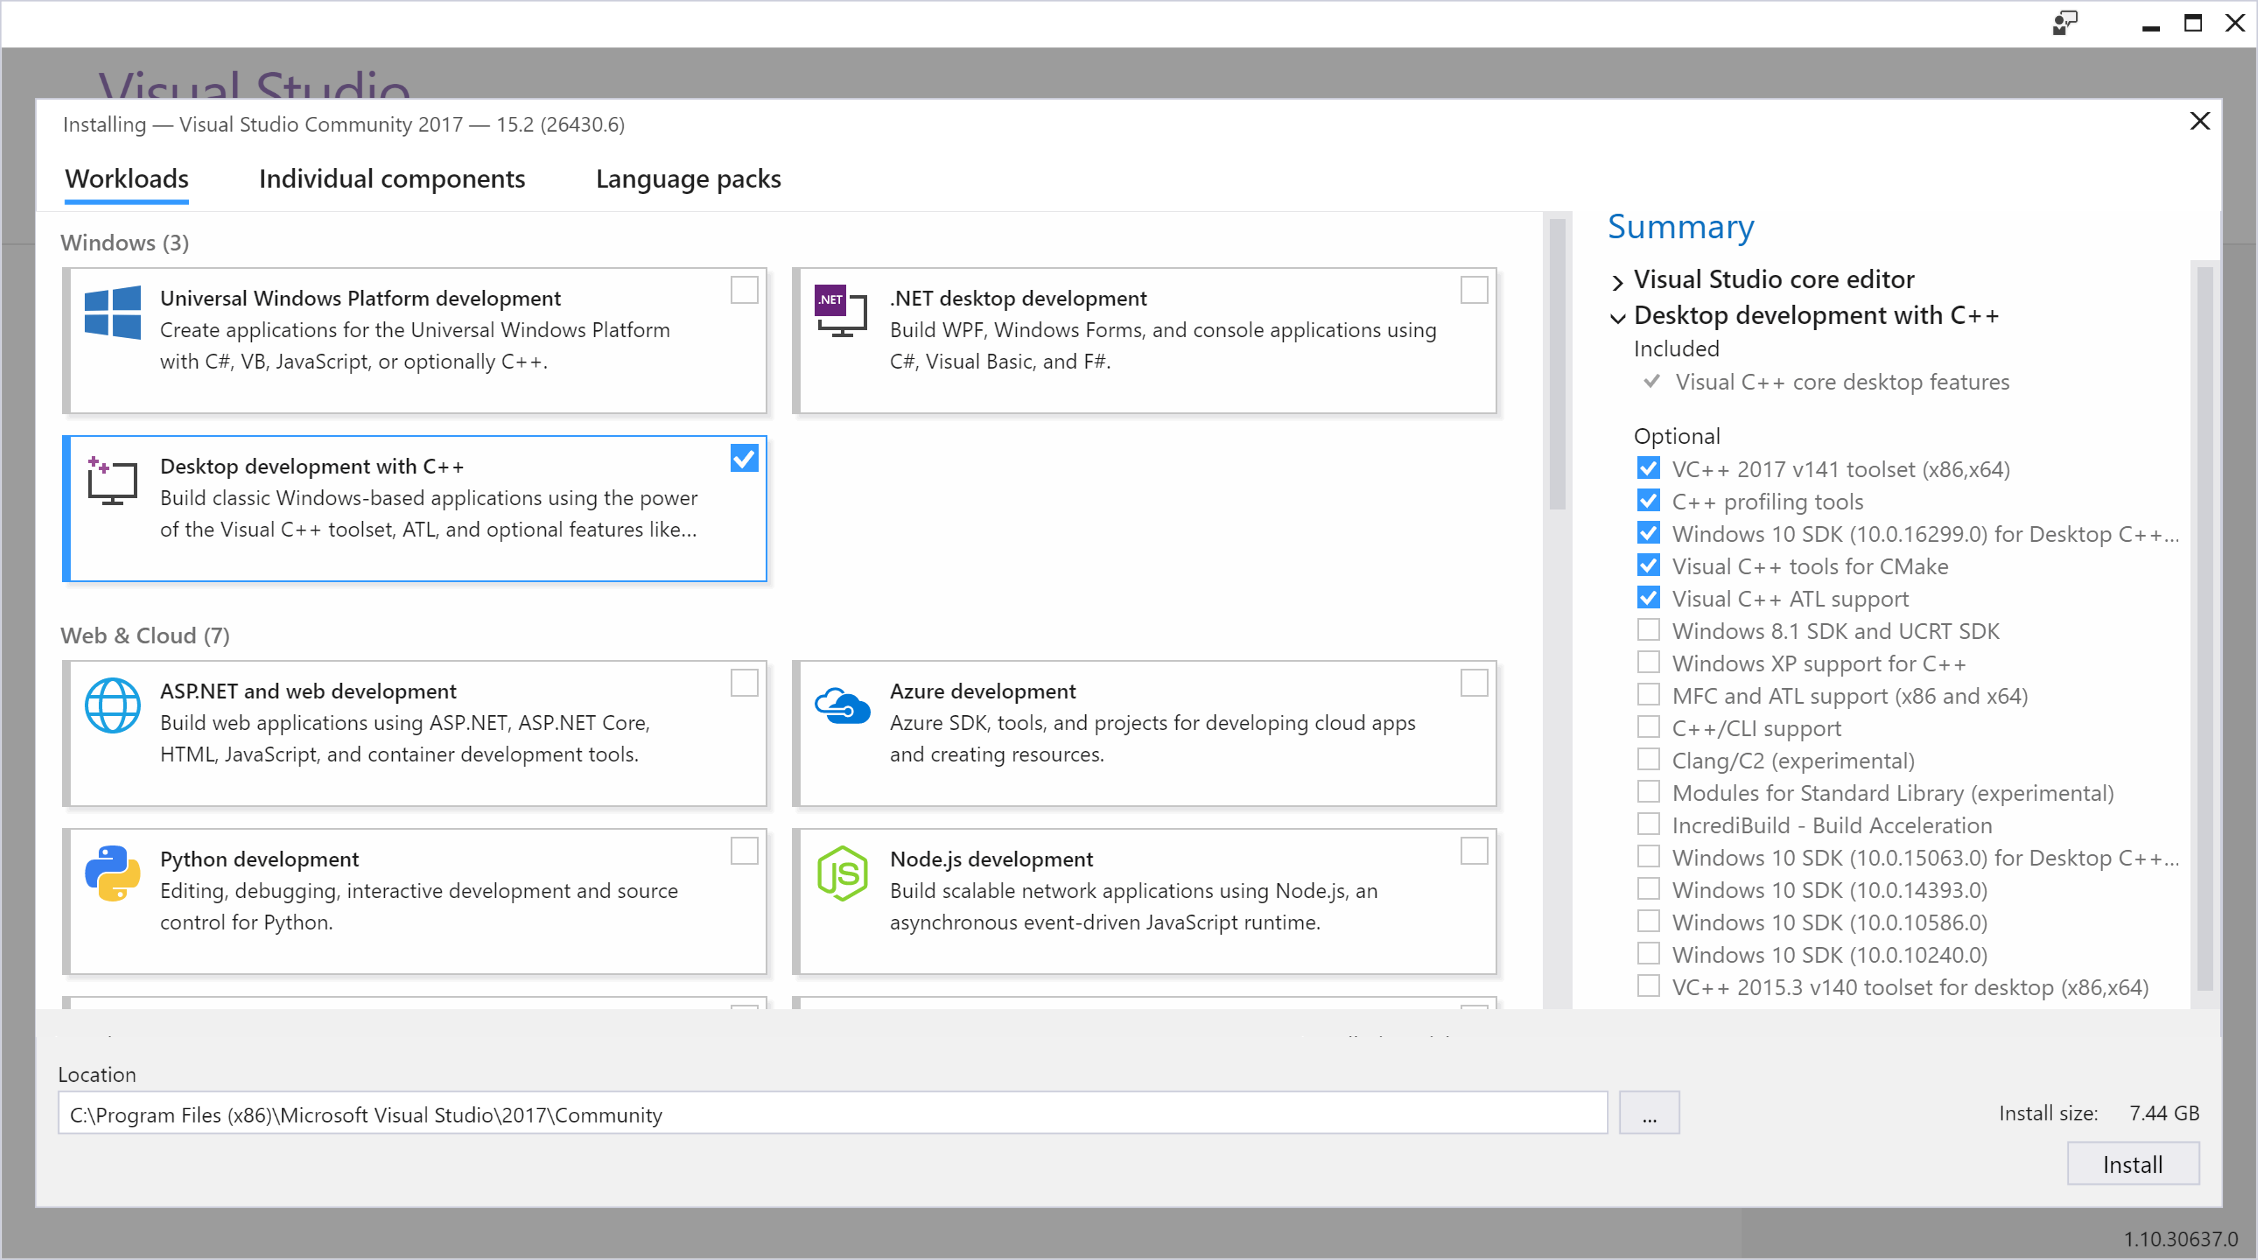 Visual Studio
Installing — Visual Studio Community 2017 — 15.2 (26430.6)
Workloads
Individual components
Language packs
Windows (3)
Universal Windows Platform development
Create applications for the Universal Windows Platform
with C#, VB, JavaScript, or optionally C++.
.NET
.NET desktop development
Build WPF, Windows Forms, and console applications using
C#, Visual Basic, and F#.
Desktop development with C++
Build classic Windows-based applications using the power
of the Visual C++ toolset, ATL, and optional features like...
Web & Cloud (7)
ASP.NET and web development
Build web applications using ASP.NET, ASP.NET Core,
HTML, JavaScript, and container development tools.
Azure development
Azure SDK, tools, and projects for developing cloud apps
and creating resources.
Python development
Editing, debugging, interactive development and source
control for Python.
JS
Node.js development
Build scalable network applications using Node.js, an
asynchronous event-driven JavaScript runtime.
Summary
Visual Studio core editor
Desktop development with C++
Included
Visual C++ core desktop features
Optional
VC++ 2017 v141 toolset (x86,x64)
C++ profiling tools
Windows 10 SDK (10.0.16299.0) for Desktop C++...
Visual C++ tools for CMake
Visual C++ ATL support
Windows 8.1 SDK and UCRT SDK
Windows XP support for C++
MFC and ATL support (x86 and x64)
C++/CLI support
Clang/C2 (experimental)
Modules for Standard Library (experimental)
IncrediBuild - Build Acceleration
Windows 10 SDK (10.0.15063.0) for Desktop C++...
Windows 10 SDK (10.0.14393.0)
Windows 10 SDK (10.0.10586.0)
Windows 10 SDK (10.0.10240.0)
VC++ 2015.3 v140 toolset for desktop (x86,x64)
Location
C:\Program Files (x86)\Microsoft Visual Studio\2017\Community
...
Install size: 7.44 GB
Install
1.10.30637.0